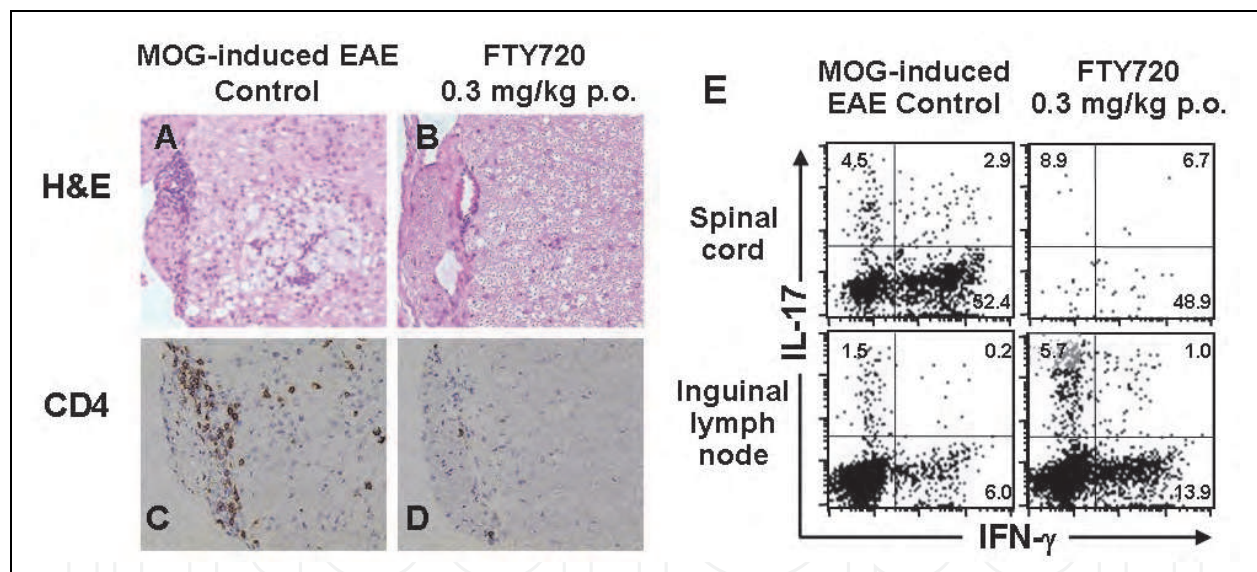 MOG-induced EAE
Control
FTY720
0.3 mg/kg p.o.
H&E
A
B
CD4
C
D
E
MOG-induced
EAE Control
FTY720
0.3 mg/kg p.o.
Spinal
cord
4.5
2.9
52.4
8.9
6.7
48.9
Inguinal
lymph
node
1.5
0.2
6.0
5.7
1.0
13.9
IL-17
IFN-γ